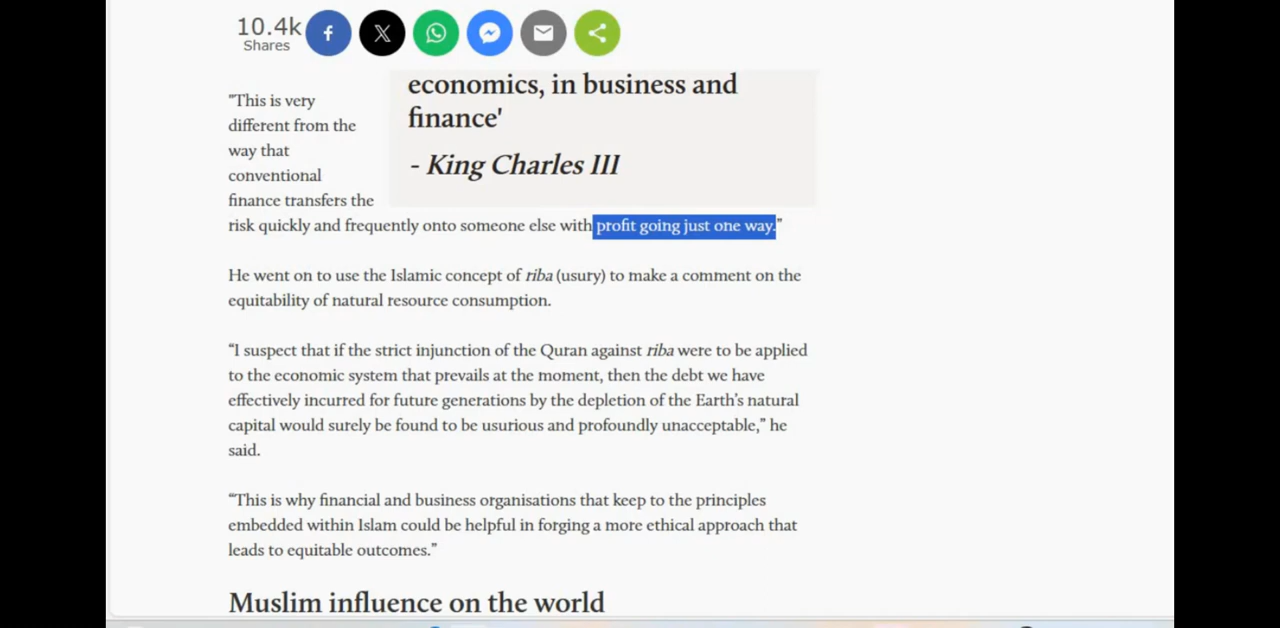 10.4k
Shares
economics, in business and
finance'
- King Charles III
"This is very
different from the
way that
conventional
finance transfers the
risk quickly and frequently onto someone else with profit going just one way."
He went on to use the Islamic concept of riba (usury) to make a comment on the
equitability of natural resource consumption.
“I suspect that if the strict injunction of the Quran against riba were to be applied
to the economic system that prevails at the moment, then the debt we have
effectively incurred for future generations by the depletion of the Earth’s natural
capital would surely be found to be usurious and profoundly unacceptable,” he
said.
“This is why financial and business organisations that keep to the principles
embedded within Islam could be helpful in forging a more ethical approach that
leads to equitable outcomes.”
Muslim influence on the world